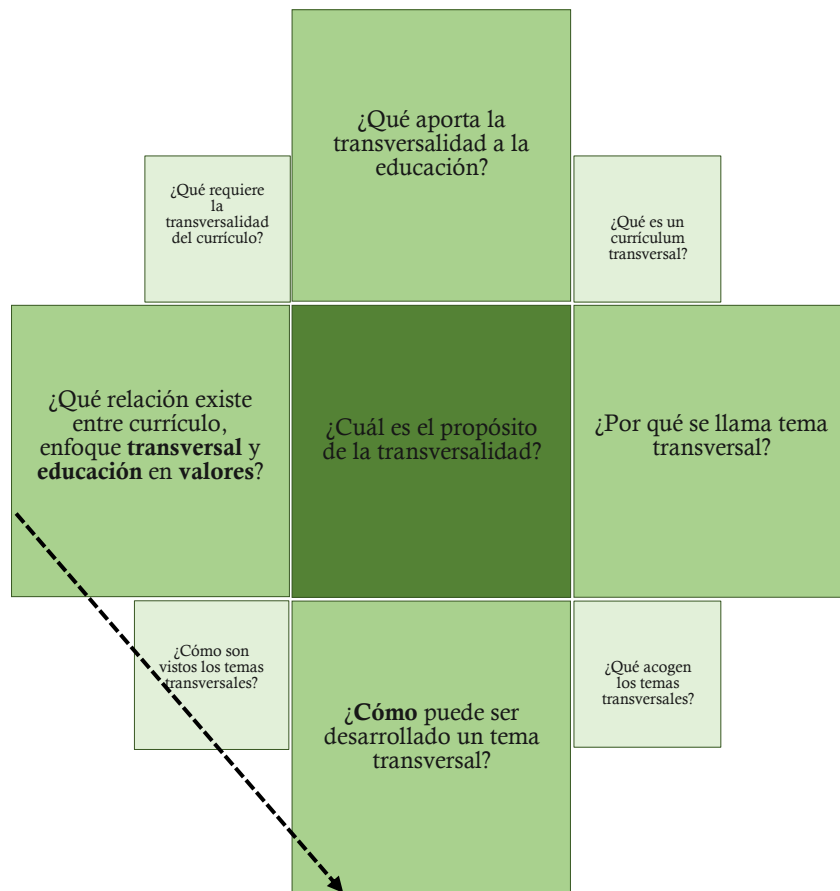 ¿Qué aporta la
transversalidad a la
educación?
¿Qué requiere
la
transversalidad
del currículo?
¿Qué es un
currículum
transversal?
¿Qué relación existe
entre currículo,
enfoque transversal y
educación en valores?
¿Cuál es el propósito
de la transversalidad?
¿Por qué se llama tema
transversal?
¿Cómo son
vistos los temas
transversales?
¿Cómo puede ser
desarrollado un tema
transversal?
¿Qué acogen
los temas
transversales?